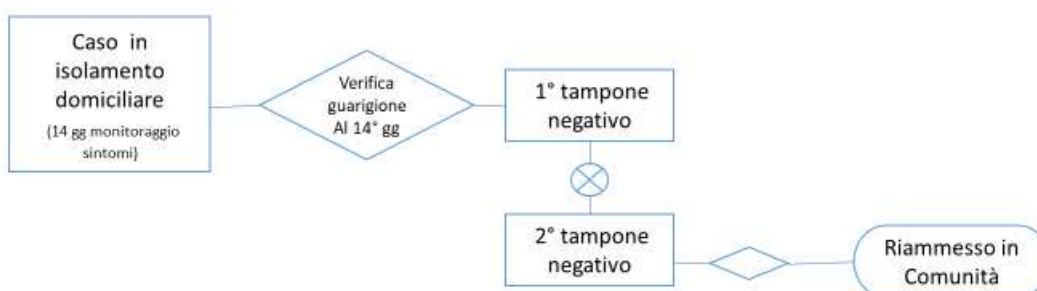 Caso in
isolamento
domiciliare
(14 gg monitoraggio
sintomi)
Verifica
guarigione
Al 14° gg
1° tampone
negativo
2° tampone
negativo
Riammesso in
Comunità